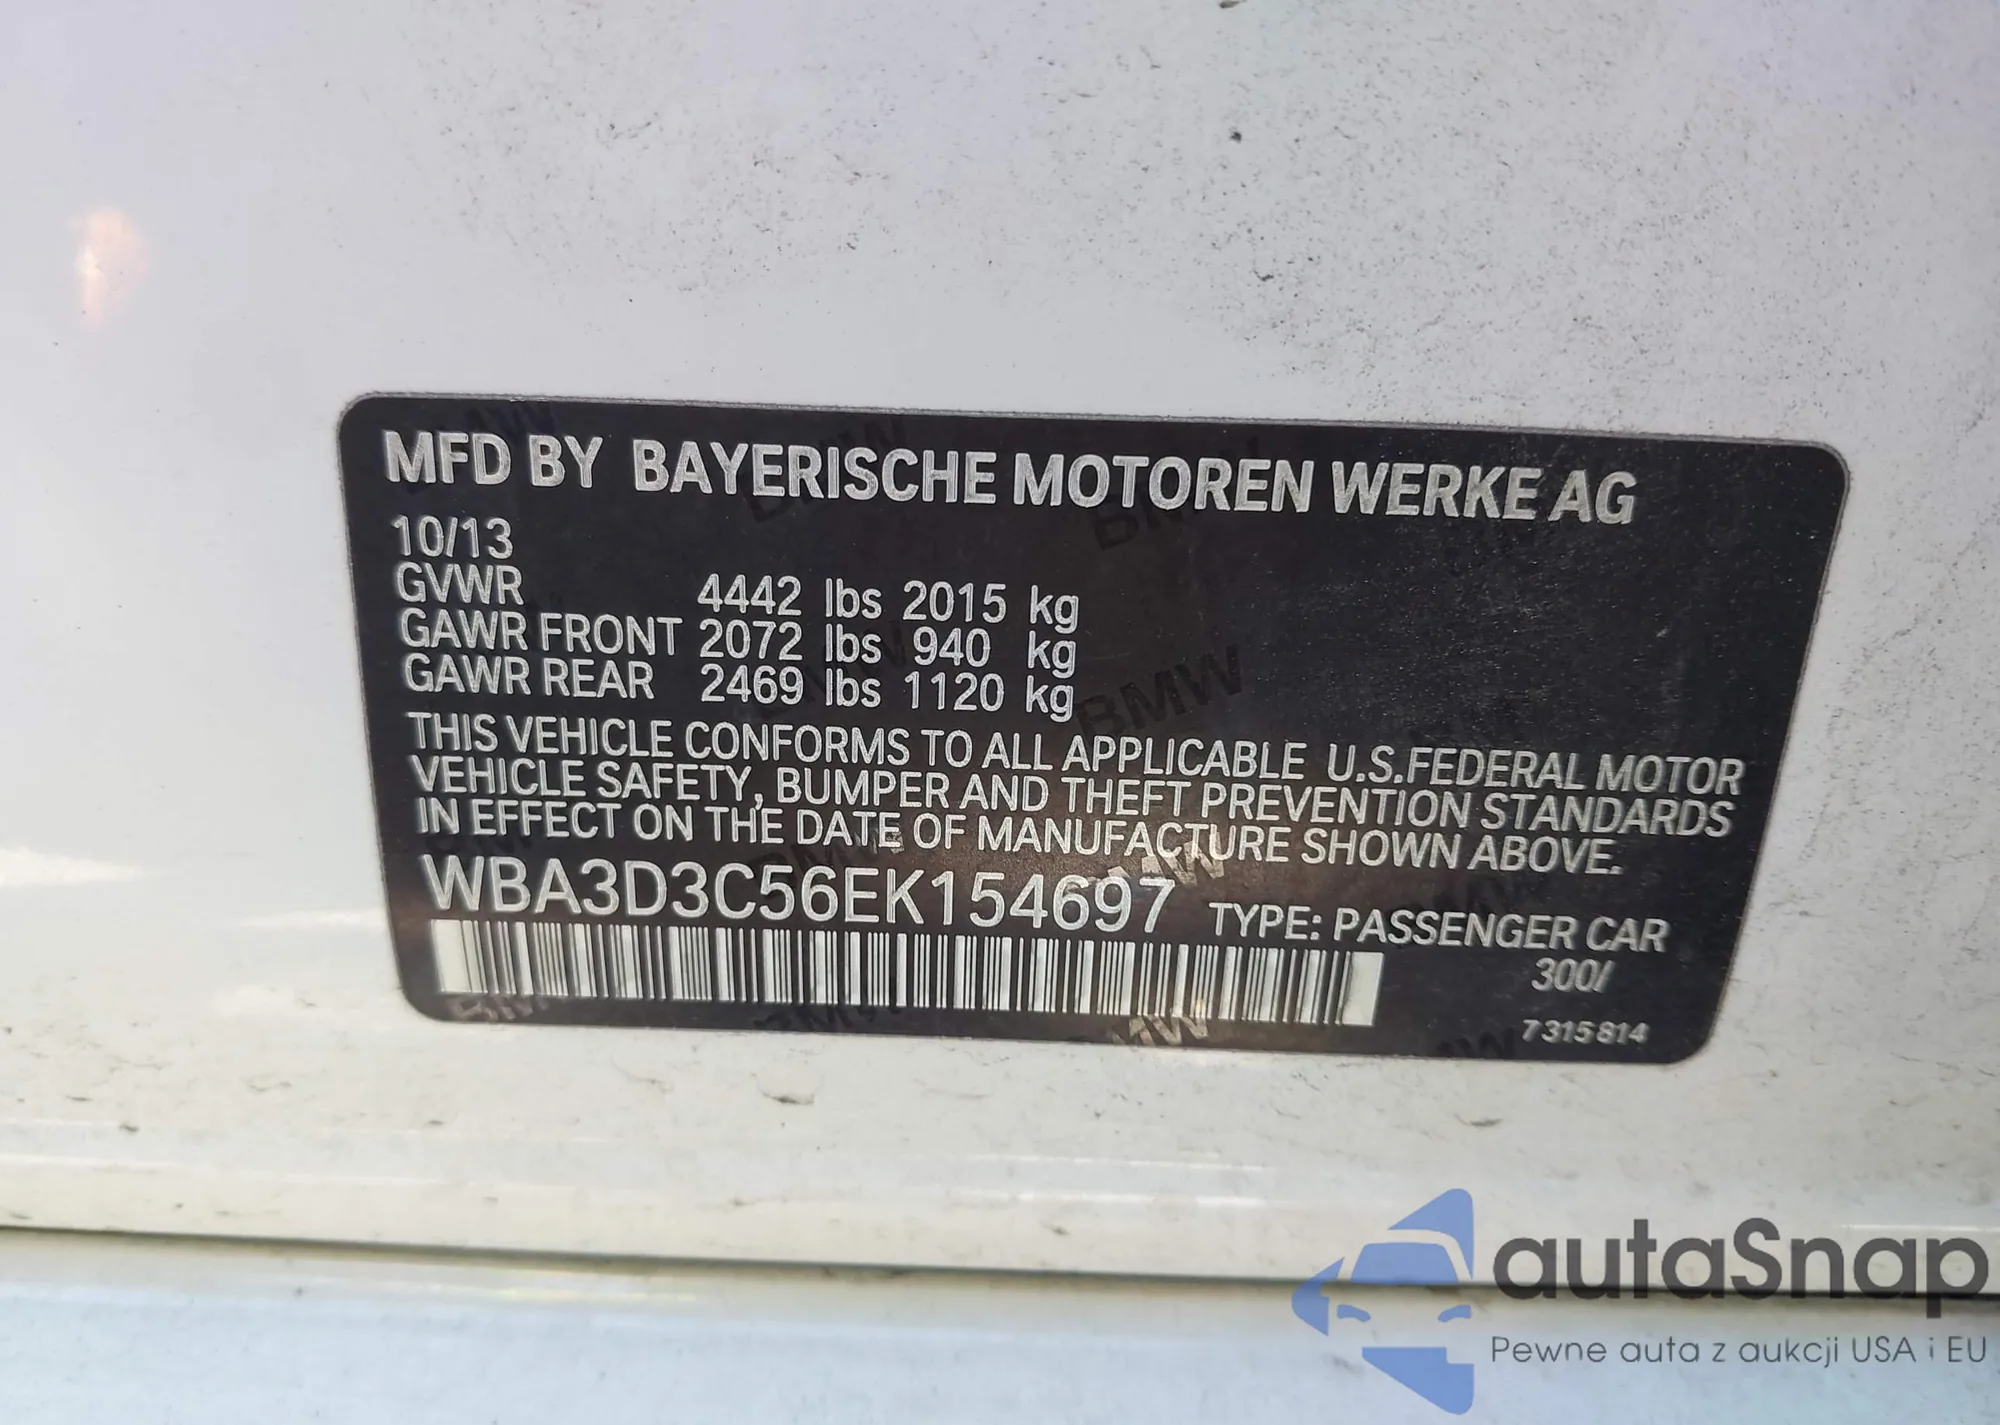 MFD BY BAYERISCHE MOTOREN WERKE AG
10/13
GVWR 4442 lbs 2015 kg
GAWR FRONT 2072 lbs 940 kg
GAWR REAR 2469 lbs 1120 kg
THIS VEHICLE CONFORMS TO ALL APPLICABLE U.S.FEDERAL MOTOR
VEHICLE SAFETY, BUMPER AND THEFT PREVENTION STANDARDS
IN EFFECT ON THE DATE OF MANUFACTURE SHOWN ABOVE.
WBA3D3C56EK154697 TYPE: PASSENGER CAR
300/
7315814
autaSnap
Pewne auta z aukcji USA i EU